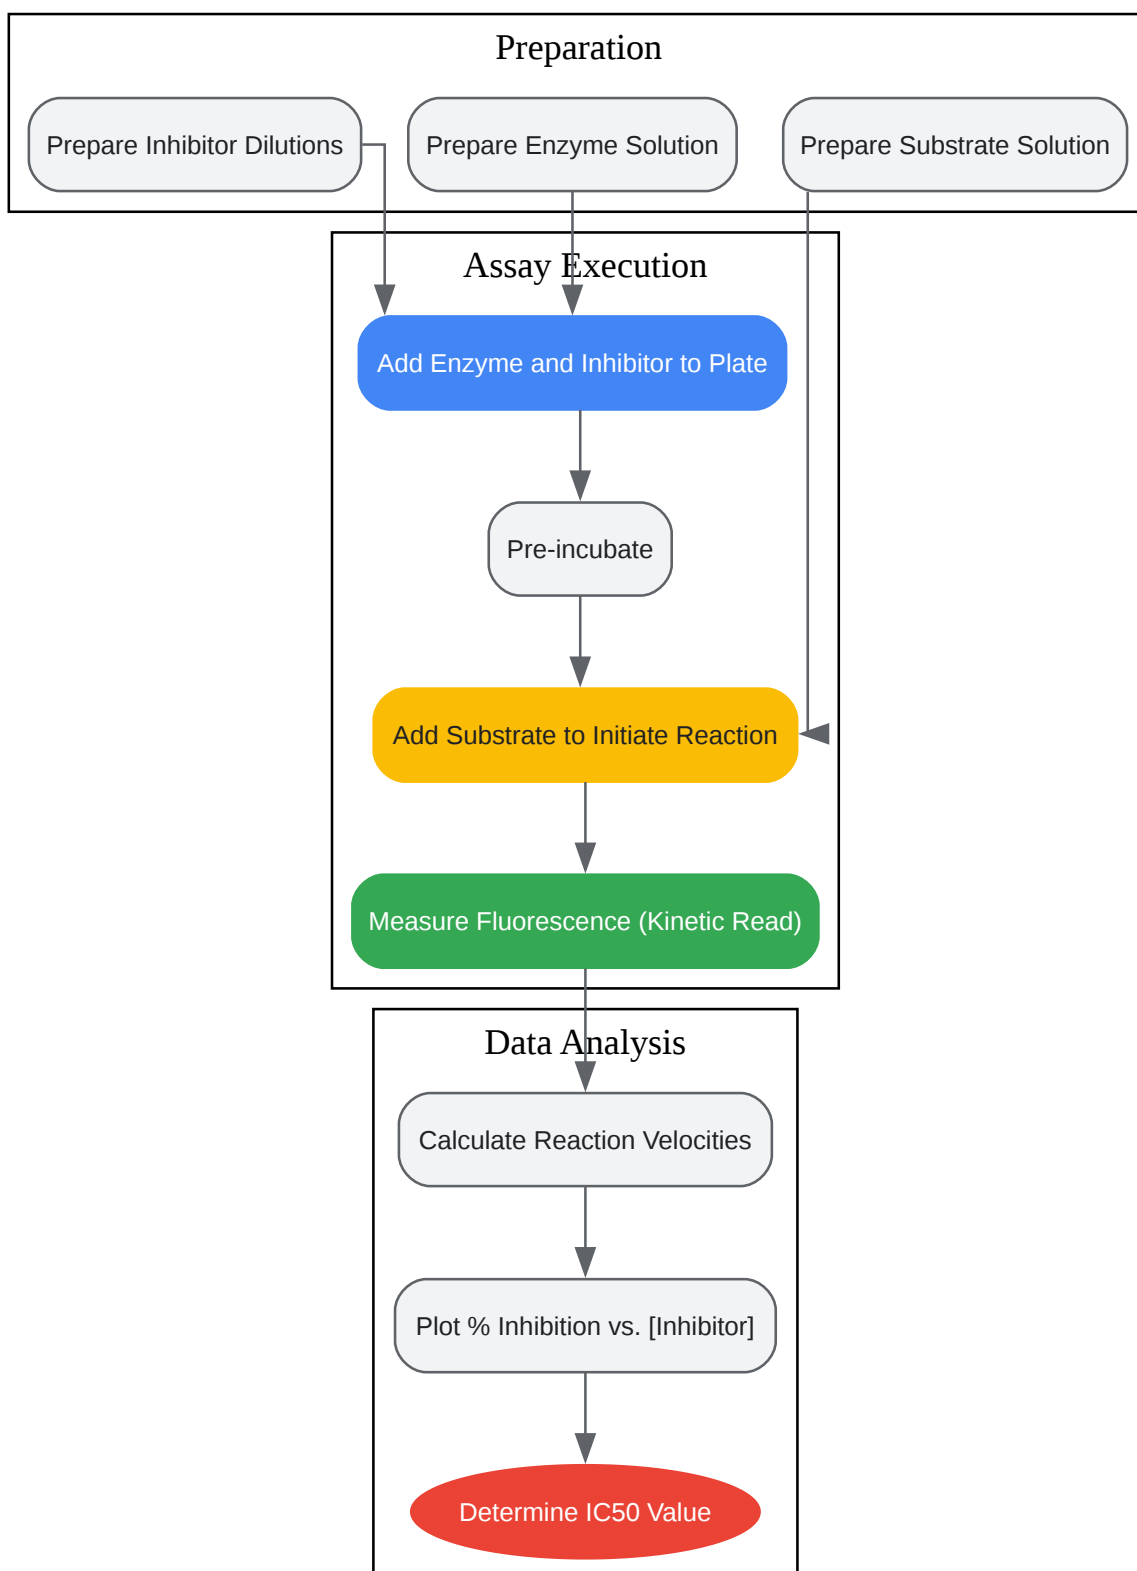 Preparation
Prepare Inhibitor Dilutions
Prepare Enzyme Solution
Prepare Substrate Solution
Assay Execution
Add Enzyme and Inhibitor to Plate
Pre-incubate
Add Substrate to Initiate Reaction
Measure Fluorescence (Kinetic Read)
Data Analysis
Calculate Reaction Velocities
Plot % Inhibition vs. [Inhibitor]
Determine IC50 Value